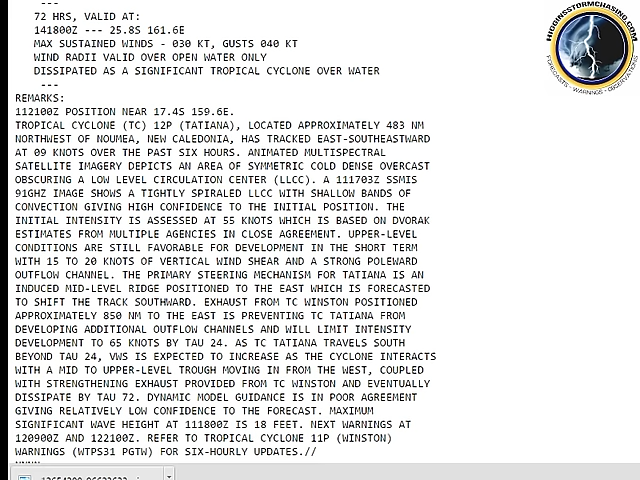 ---
72 HRS, VALID AT:
141800Z --- 25.8S 161.6E
MAX SUSTAINED WINDS - 030 KT, GUSTS 040 KT
WIND RADII VALID OVER OPEN WATER ONLY
DISSIPATED AS A SIGNIFICANT TROPICAL CYCLONE OVER WATER
---
REMARKS:
112100Z POSITION NEAR 17.4S 159.6E.
TROPICAL CYCLONE (TC) 12P (TATIANA), LOCATED APPROXIMATELY 483 NM
NORTHWEST OF NOUMEA, NEW CALEDONIA, HAS TRACKED EAST-SOUTHEASTWARD
AT 09 KNOTS OVER THE PAST SIX HOURS. ANIMATED MULTISPECTRAL
SATELLITE IMAGERY DEPICTS AN AREA OF SYMMETRIC COLD DENSE OVERCAST
OBSCURING A LOW LEVEL CIRCULATION CENTER (LLCC). A 111703Z SSMIS
91GHZ IMAGE SHOWS A TIGHTLY SPIRALED LLCC WITH SHALLOW BANDS OF
CONVECTION GIVING HIGH CONFIDENCE TO THE INITIAL POSITION. THE
INITIAL INTENSITY IS ASSESSED AT 55 KNOTS WHICH IS BASED ON DVORAK
ESTIMATES FROM MULTIPLE AGENCIES IN CLOSE AGREEMENT. UPPER-LEVEL
CONDITIONS ARE STILL FAVORABLE FOR DEVELOPMENT IN THE SHORT TERM
WITH 15 TO 20 KNOTS OF VERTICAL WIND SHEAR AND A STRONG POLEWARD
OUTFLOW CHANNEL. THE PRIMARY STEERING MECHANISM FOR TATIANA IS AN
INDUCED MID-LEVEL RIDGE POSITIONED TO THE EAST WHICH IS FORECASTED
TO SHIFT THE TRACK SOUTHWARD. EXHAUST FROM TC WINSTON POSITIONED
APPROXIMATELY 850 NM TO THE EAST IS PREVENTING TC TATIANA FROM
DEVELOPING ADDITIONAL OUTFLOW CHANNELS AND WILL LIMIT INTENSITY
DEVELOPMENT TO 65 KNOTS BY TAU 24. AS TC TATIANA TRAVELS SOUTH
BEYOND TAU 24, VWS IS EXPECTED TO INCREASE AS THE CYCLONE INTERACTS
WITH A MID TO UPPER-LEVEL TROUGH MOVING IN FROM THE WEST, COUPLED
WITH STRENGTHENING EXHAUST PROVIDED FROM TC WINSTON AND EVENTUALLY
DISSIPATE BY TAU 72. DYNAMIC MODEL GUIDANCE IS IN POOR AGREEMENT
GIVING RELATIVELY LOW CONFIDENCE TO THE FORECAST. MAXIMUM
SIGNIFICANT WAVE HEIGHT AT 111800Z IS 18 FEET. NEXT WARNINGS AT
120900Z AND 122100Z. REFER TO TROPICAL CYCLONE 11P (WINSTON)
WARNINGS (WTPS31 PGTW) FOR SIX-HOURLY UPDATES.//
HIGGINSSTORMCHASING.COM
FORECASTS - WARNINGS - OBSERVATIONS